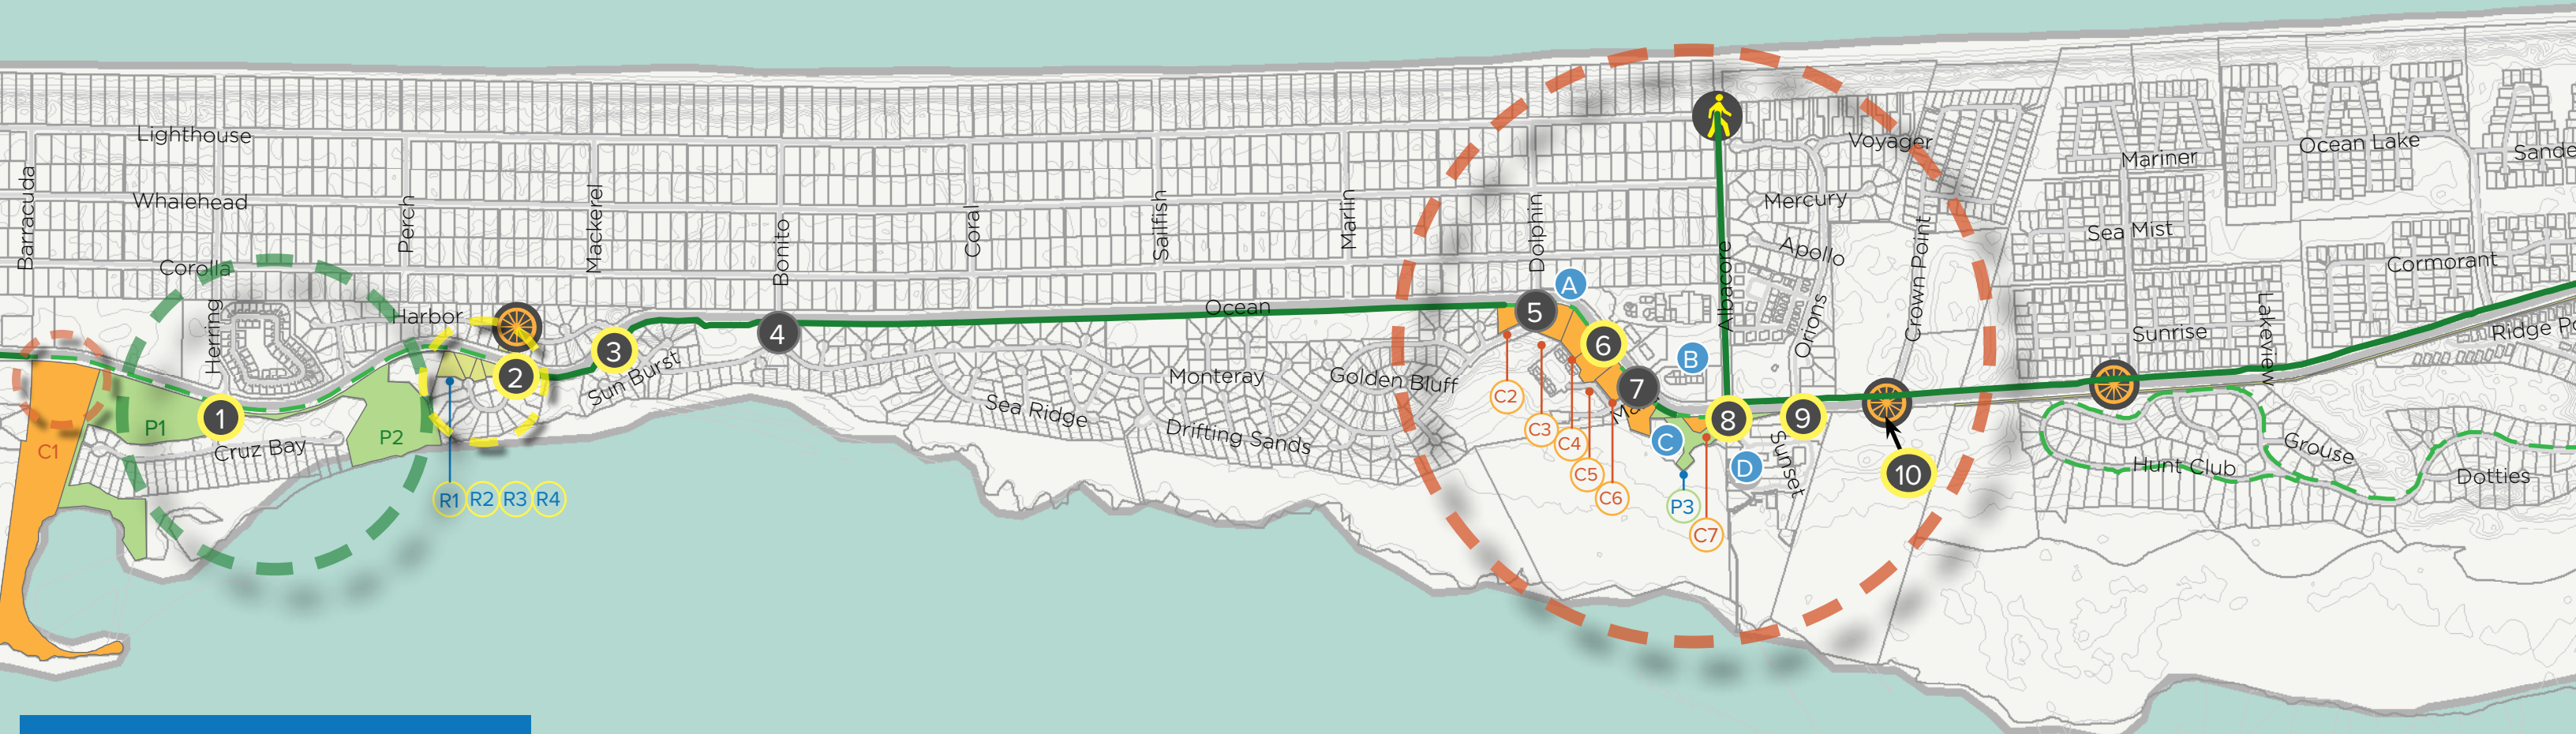 Lighthouse
Whalehead
Corolla
Barracuda
Herring
Perch
Harbor
Mackerel
Bonito
Coral
Sailfish
Marlin
Dolphin
Albacore
Voyager
Mercury
Apollo
Orions
Crown Point
Mariner
Ocean Lake
Sea Mist
Cormorant
Sunrise
Lakeview
Ocean
Sun Burst
Monteray
Sea Ridge
Drifting Sands
Golden Bluff
Cruz Bay
Sunset
Hunt Club
Grouse
Dotties
1
2
3
4
5
6
7
8
9
10
A
B
C
D
C1
P1
P2
R1 R2 R3 R4
C2
C3
C4
C5
C6
P3
C7